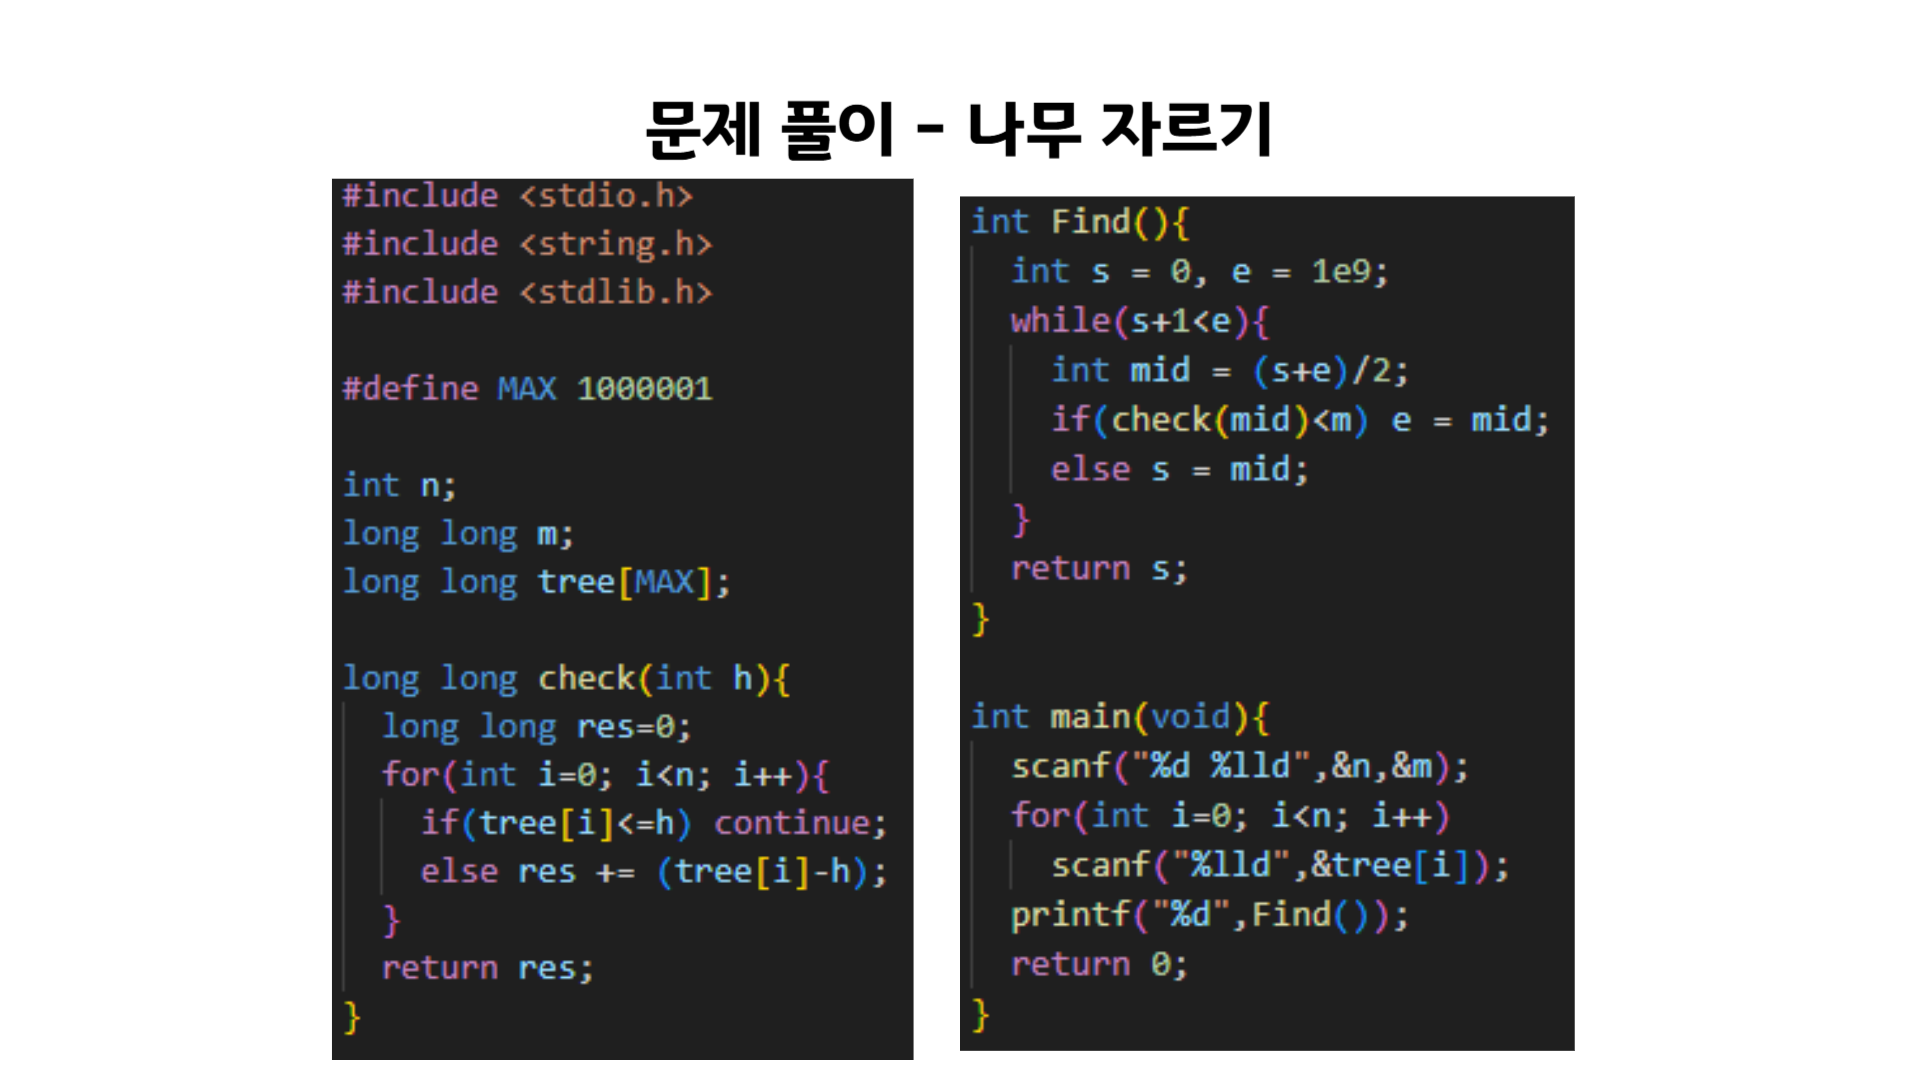 문제 풀이 - 나무 자르기
#include <stdio.h>
#include <string.h>
#include <stdlib.h>
#define MAX 1000001
int n;
long long m;
long long tree[MAX];
long long check(int h){
long long res=0;
for(int i=0; i<n; i++){
if(tree[i]<=h) continue;
else res += (tree[i]-h);
}
return res;
}
int Find(){
int s = 0, e = 1e9;
while(s+1<e){
int mid = (s+e)/2;
if(check(mid)<m) e = mid;
else s = mid;
}
return s;
}
int main(void){
scanf("%d %lld",&n,&m);
for(int i=0; i<n; i++)
scanf("%lld",&tree[i]);
printf("%d",Find());
return 0;
}